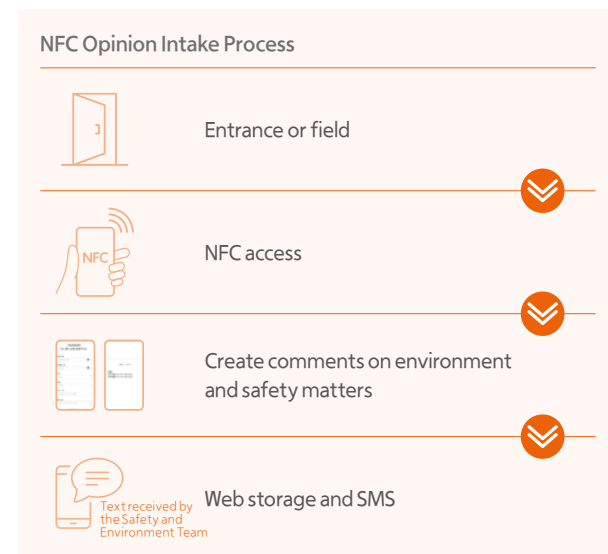 NFC Opinion Intake Process
Entrance or field
NFC
NFC access
Create comments on environment
and safety matters
Web storage and SMS
Text received by
the Safety and
Environment Team